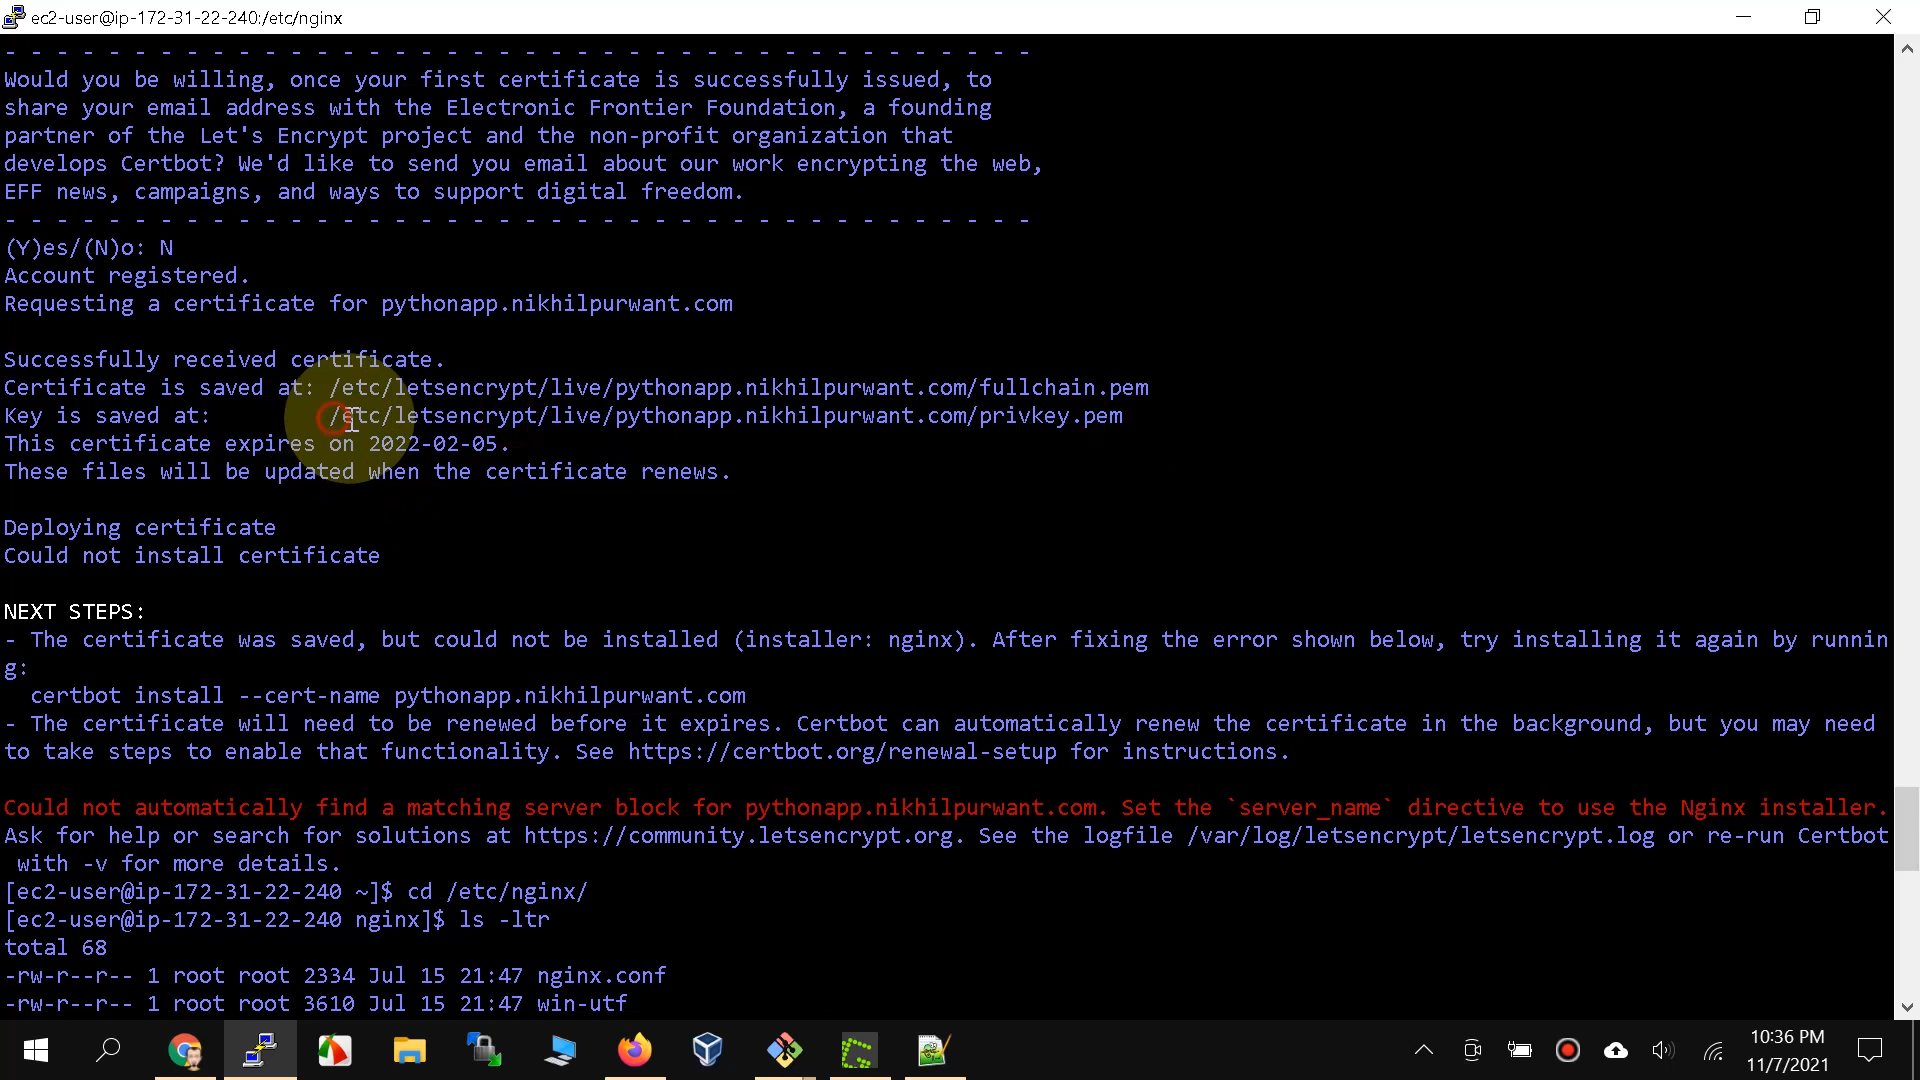 ec2-user@ip-172-31-22-240:/etc/nginx
- - - - - - - - - - - - - - - - - - - - - - - - - - - - - - - - - - - - - - - -
Would you be willing, once your first certificate is successfully issued, to
share your email address with the Electronic Frontier Foundation, a founding
partner of the Let's Encrypt project and the non-profit organization that
develops Certbot? We'd like to send you email about our work encrypting the web,
EFF news, campaigns, and ways to support digital freedom.
- - - - - - - - - - - - - - - - - - - - - - - - - - - - - - - - - - - - - - - -
(Y)es/(N)o: N
Account registered.
Requesting a certificate for pythonapp.nikhilpurwant.com
Successfully received certificate.
Certificate is saved at: /etc/letsencrypt/live/pythonapp.nikhilpurwant.com/fullchain.pem
Key is saved at:         /etc/letsencrypt/live/pythonapp.nikhilpurwant.com/privkey.pem
This certificate expires on 2022-02-05.
These files will be updated when the certificate renews.
Deploying certificate
Could not install certificate
NEXT STEPS:
- The certificate was saved, but could not be installed (installer: nginx). After fixing the error shown below, try installing it again by runnin
g:
  certbot install --cert-name pythonapp.nikhilpurwant.com
- The certificate will need to be renewed before it expires. Certbot can automatically renew the certificate in the background, but you may need
to take steps to enable that functionality. See https://certbot.org/renewal-setup for instructions.
Could not automatically find a matching server block for pythonapp.nikhilpurwant.com. Set the `server_name` directive to use the Nginx installer.
Ask for help or search for solutions at https://community.letsencrypt.org. See the logfile /var/log/letsencrypt/letsencrypt.log or re-run Certbot
 with -v for more details.
[ec2-user@ip-172-31-22-240 ~]$ cd /etc/nginx/
[ec2-user@ip-172-31-22-240 nginx]$ ls -ltr
total 68
-rw-r--r-- 1 root root 2334 Jul 15 21:47 nginx.conf
-rw-r--r-- 1 root root 3610 Jul 15 21:47 win-utf
10:36 PM
11/7/2021